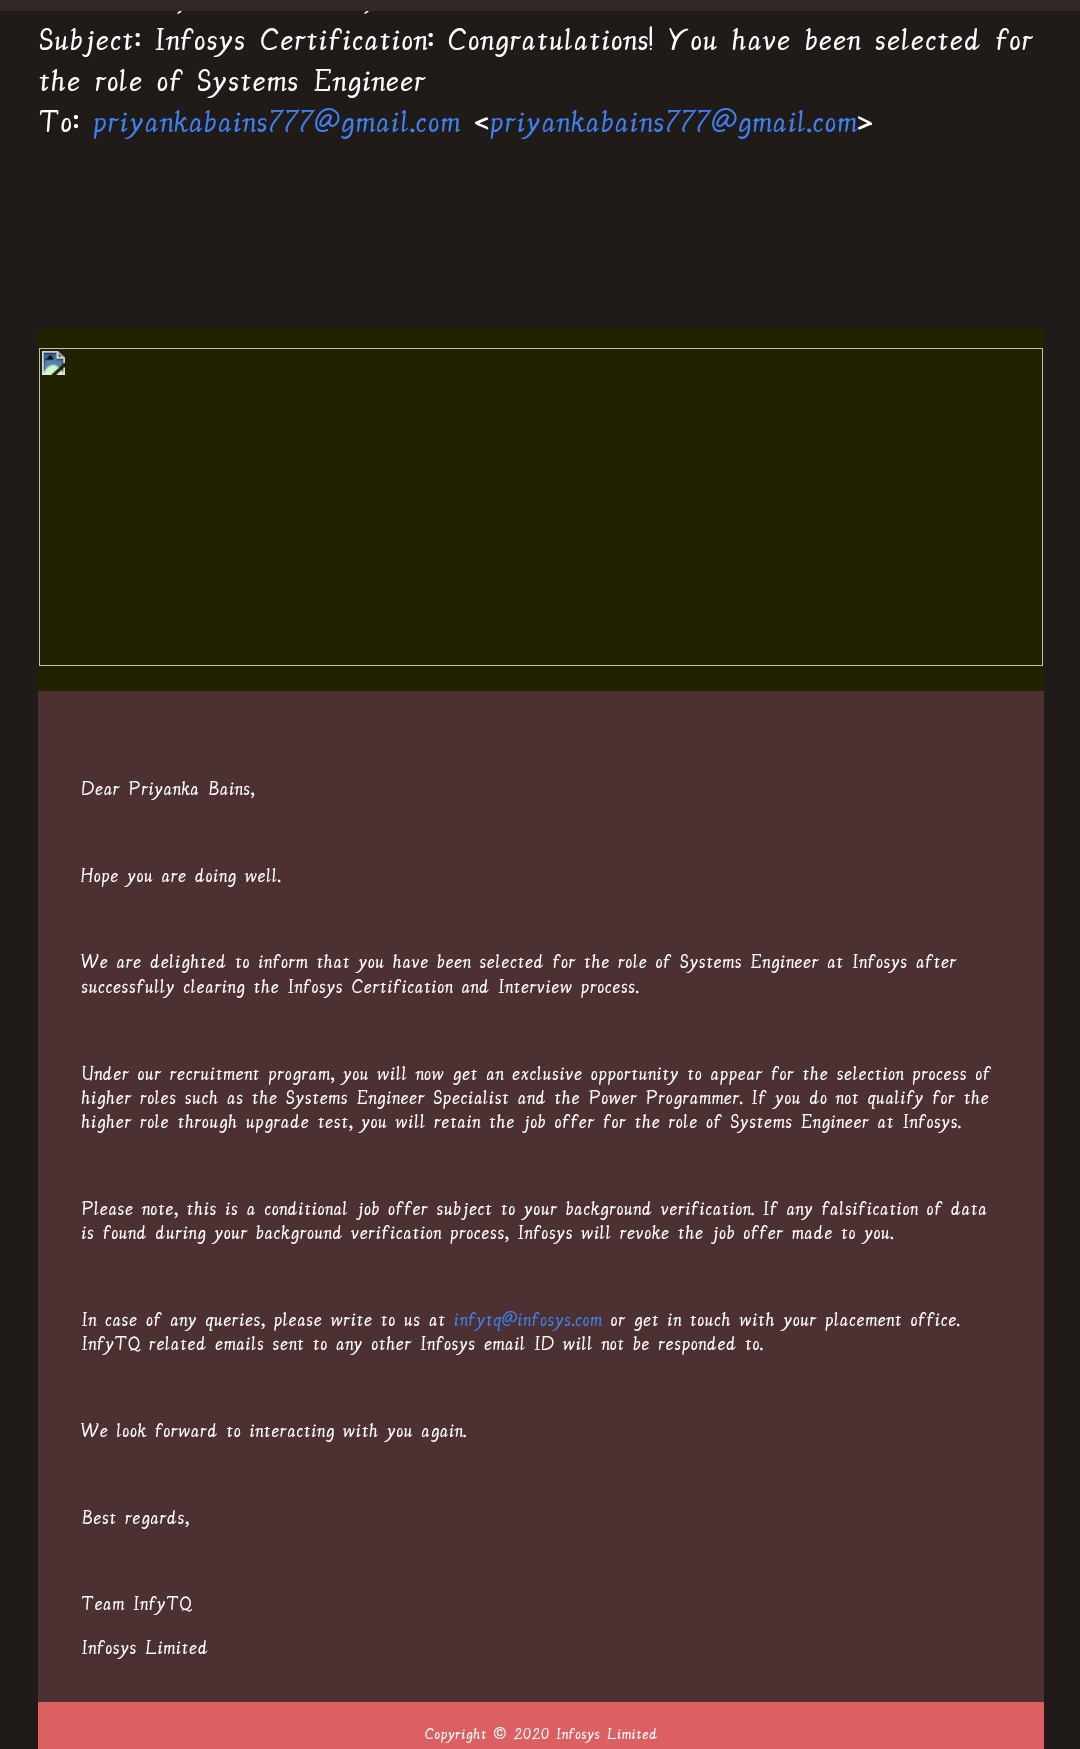 Subject: Infosys Certification: Congratulations! You have been selected for
the role of Systems Engineer
To: priyankabains777@gmail.com <priyankabains777@gmail.com>
Dear Priyanka Bains,
Hope you are doing well.
We are delighted to inform that you have been selected for the role of Systems Engineer at Infosys after
successfully clearing the Infosys Certification and Interview process.
Under our recruitment program, you will now get an exclusive opportunity to appear for the selection process of
higher roles such as the Systems Engineer Specialist and the Power Programmer. If you do not qualify for the
higher role through upgrade test, you will retain the job offer for the role of Systems Engineer at Infosys.
Please note, this is a conditional job offer subject to your background verification. If any falsification of data
is found during your background verification process, Infosys will revoke the job offer made to you.
In case of any queries, please write to us at infytq@infosys.com or get in touch with your placement office.
InfyTQ related emails sent to any other Infosys email ID will not be responded to.
We look forward to interacting with you again.
Best regards,
Team InfyTQ
Infosys Limited
Copyright © 2020 Infosys Limited